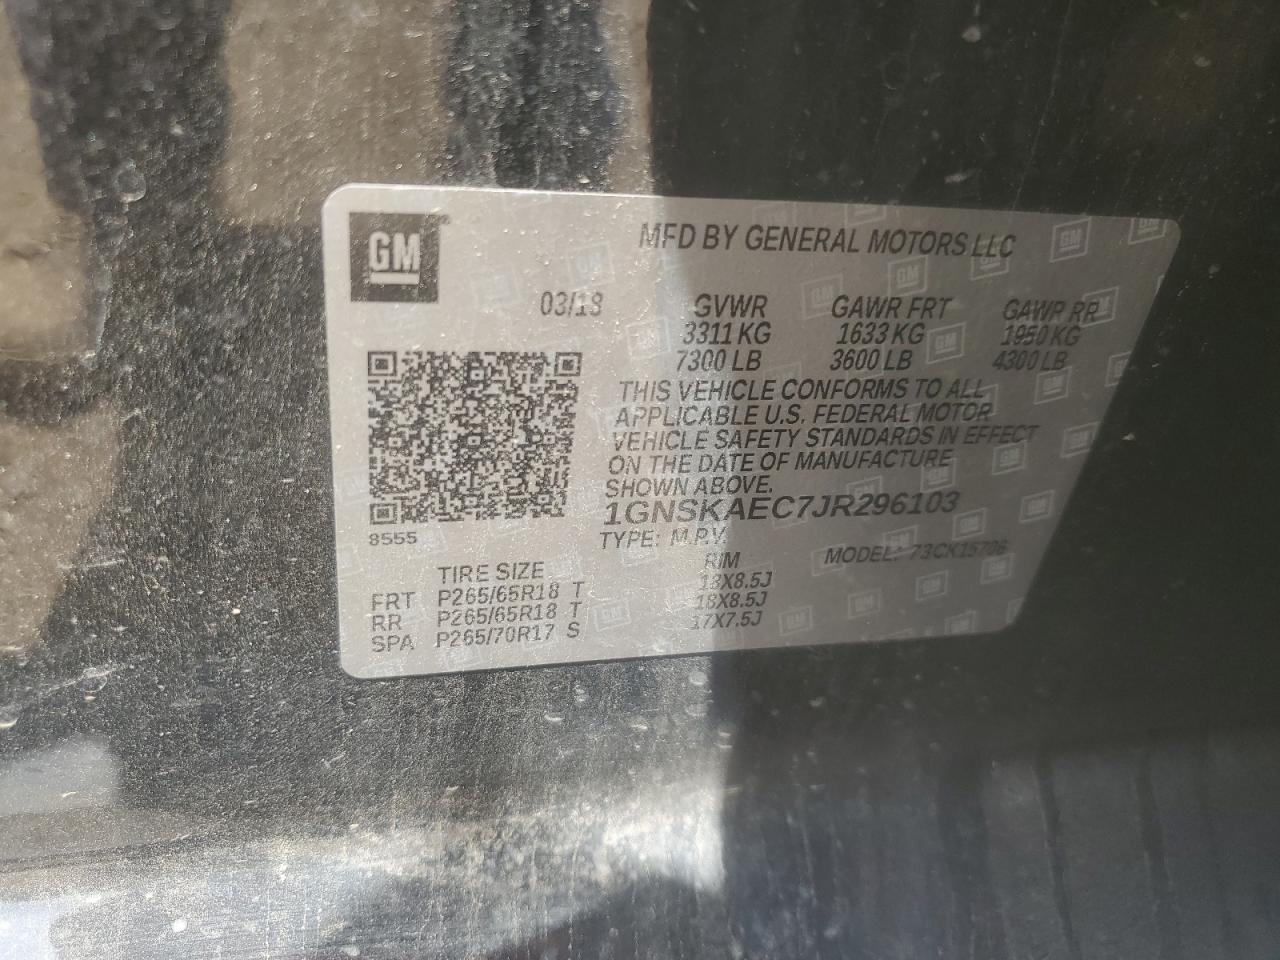 GM
MFD BY GENERAL MOTORS LLC
03/18 GVWR GAWR FRT GAWR RR
3311 KG 1633 KG 1950 KG
7300 LB 3600 LB 4300 LB
THIS VEHICLE CONFORMS TO ALL
APPLICABLE U.S. FEDERAL MOTOR
VEHICLE SAFETY STANDARDS IN EFFECT
ON THE DATE OF MANUFACTURE
SHOWN ABOVE.
1GNSKAEC7JR296103
8555
TYPE: M.P.V. MODEL: 73CK15706
TIRE SIZE RIM
FRT P265/65R18 T 18X8.5J
RR P265/65R18 T 18X8.5J
SPA P265/70R17 S 17X7.5J